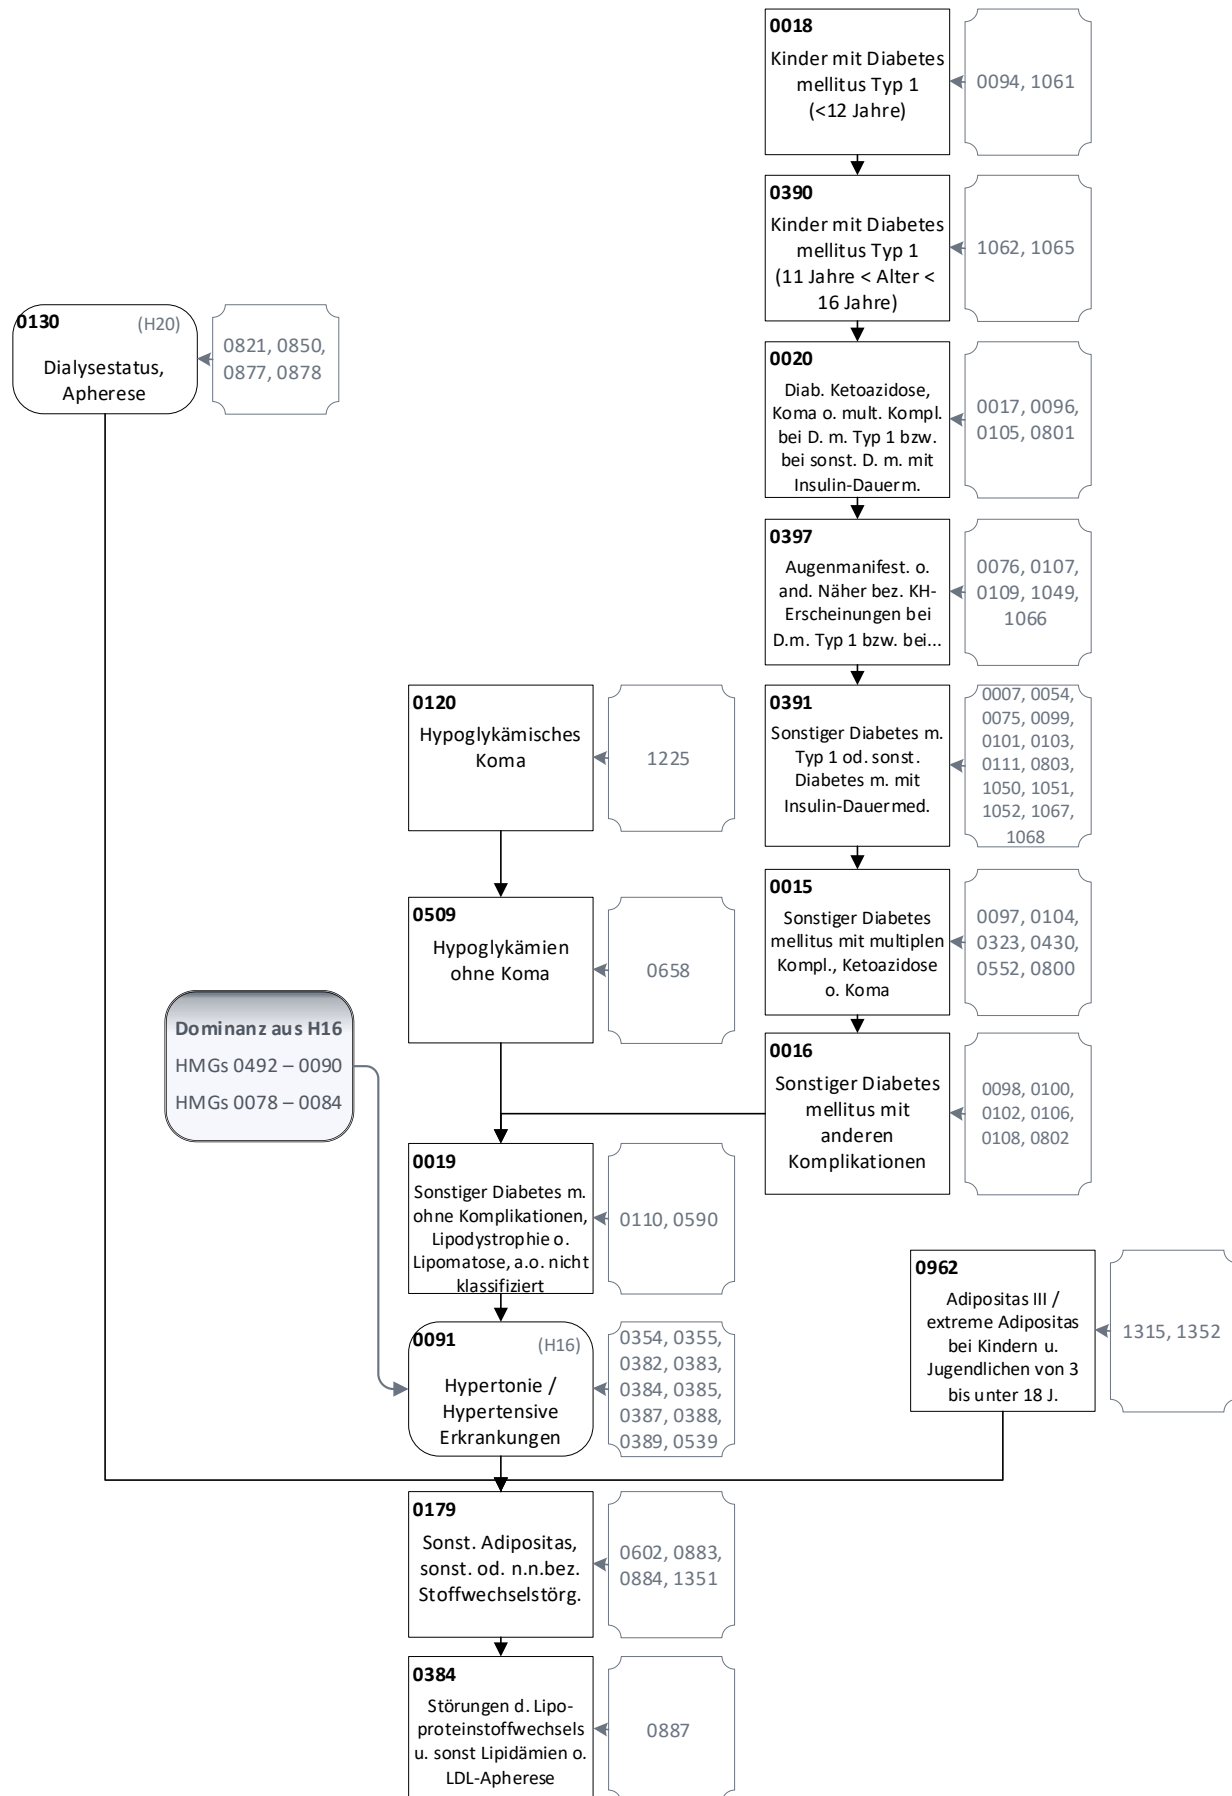 0018
Kinder mit Diabetes
mellitus Typ 1
(<12 Jahre)
0094, 1061
0390
Kinder mit Diabetes
mellitus Typ 1
(11 Jahre < Alter <
16 Jahre)
1062, 1065
0130
(H20)
Dialysestatus,
Apherese
0821, 0850,
0877, 0878
0020
Diab. Ketoazidose,
Koma o. mult. Kompl.
bei D. m. Typ 1 bzw.
bei sonst. D. m. mit
Insulin-Dauerm.
0017, 0096,
0105, 0801
0397
Augenmanifest. o.
and. Näher bez. KH-
Erscheinungen bei
D.m. Typ 1 bzw. bei...
0076, 0107,
0109, 1049,
1066
0120
Hypoglykämisches
Koma
1225
0391
Sonstiger Diabetes m.
Typ 1 od. sonst.
Diabetes m. mit
Insulin-Dauermed.
0007, 0054,
0075, 0099,
0101, 0103,
0111, 0803,
1050, 1051,
1052, 1067,
1068
0509
Hypoglykämien
ohne Koma
0658
0015
Sonstiger Diabetes
mellitus mit multiplen
Kompl., Ketoazidose
o. Koma
0097, 0104,
0323, 0430,
0552, 0800
Dominanz aus H16
HMGs 0492 – 0090
HMGs 0078 – 0084
0016
Sonstiger Diabetes
mellitus mit
anderen
Komplikationen
0098, 0100,
0102, 0106,
0108, 0802
0019
Sonstiger Diabetes m.
ohne Komplikationen,
Lipodystrophie o.
Lipomatose, a.o. nicht
klassifiziert
0110, 0590
0962
Adipositas III /
extreme Adipositas
bei Kindern u.
Jugendlichen von 3
bis unter 18 J.
1315, 1352
0091
(H16)
Hypertonie /
Hypertensive
Erkrankungen
0354, 0355,
0382, 0383,
0384, 0385,
0387, 0388,
0389, 0539
0179
Sonst. Adipositas,
sonst. od. n.n.bez.
Stoffwechselstörg.
0602, 0883,
0884, 1351
0384
Störungen d. Lipo-
proteinstoffwechsels
u. sonst Lipidämien o.
LDL-Apherese
0887